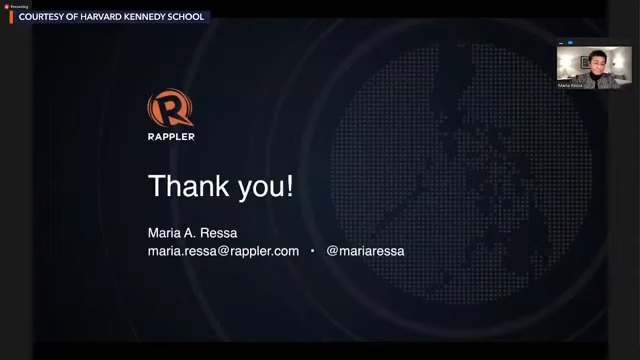 Recording
COURTESY OF HARVARD KENNEDY SCHOOL
Maria Ressa
R
RAPPLER
Thank you!
Maria A. Ressa
maria.ressa@rappler.com • @mariaressa